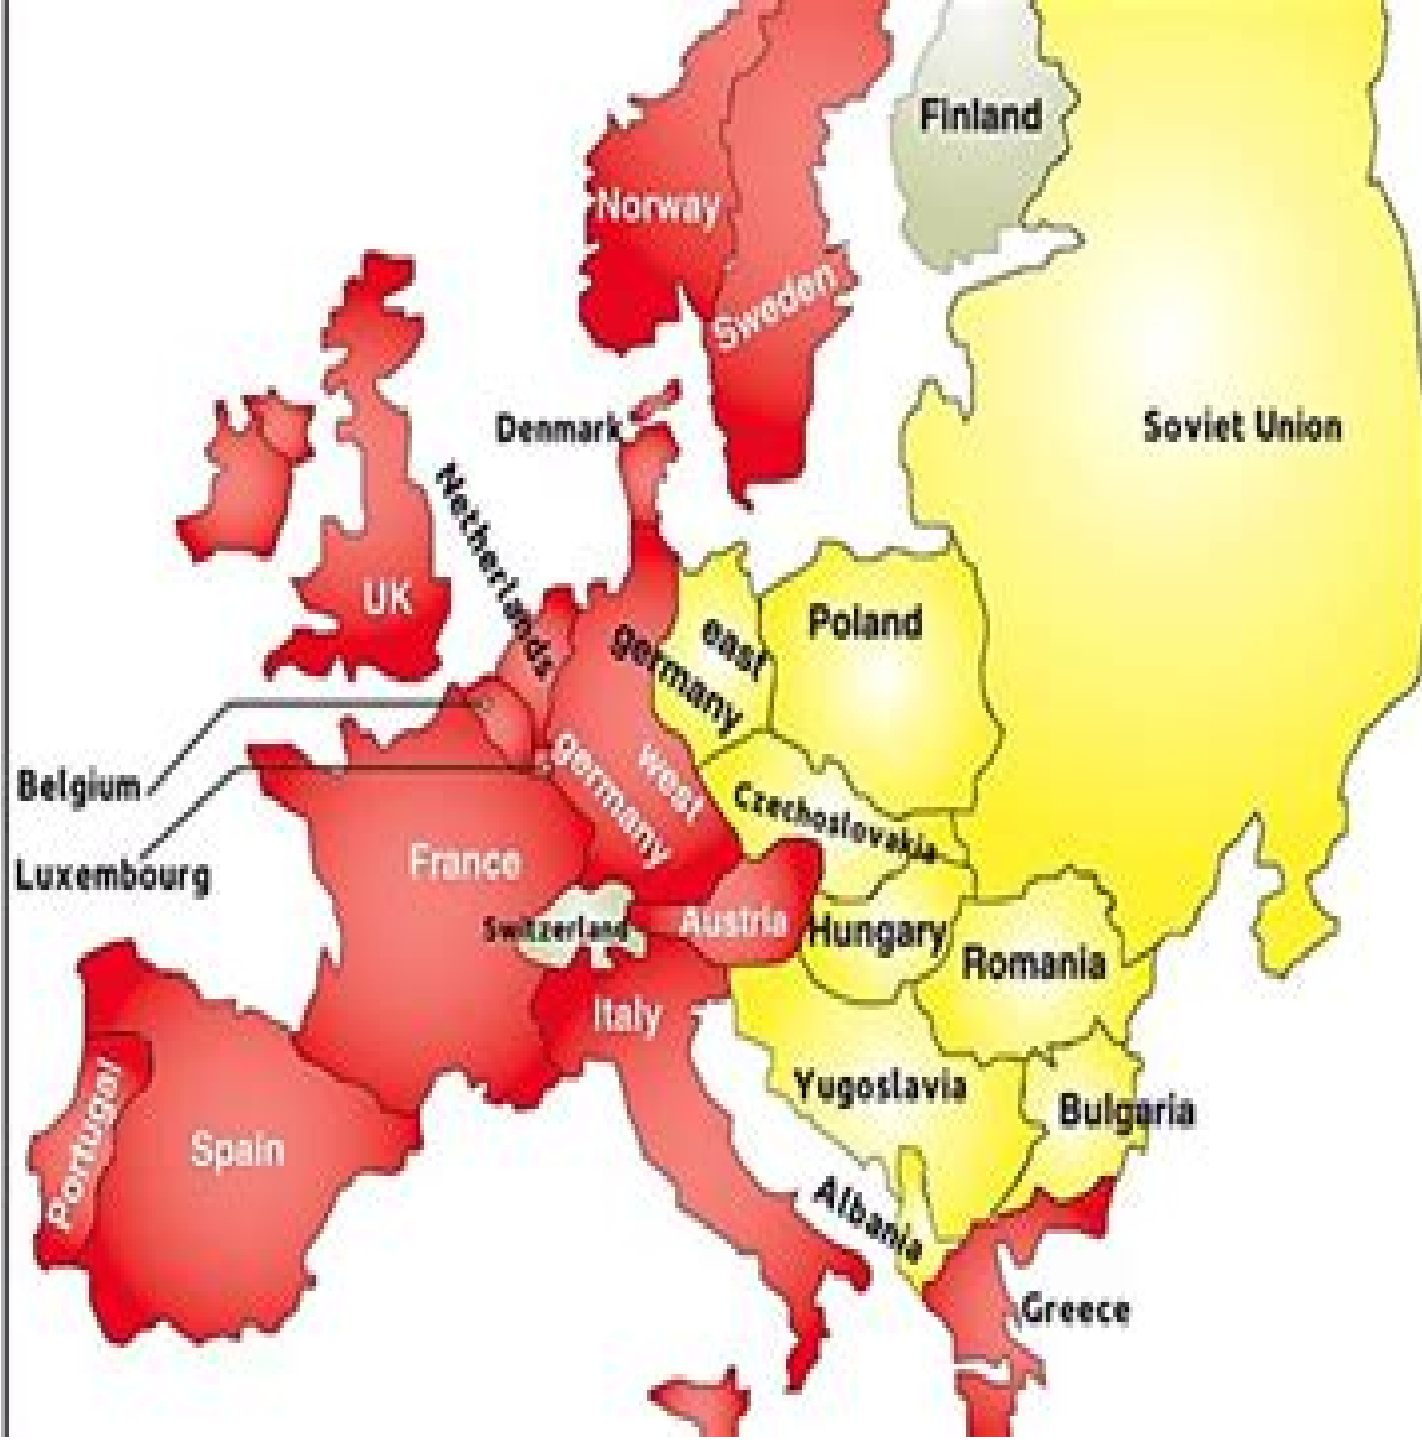 Finland
Norway
Sweden
Denmark
Soviet Union
Netherlands
UK
Poland
east
germany
west
germany
Belgium
Luxembourg
Czechoslovakia
France
Switzerland
Austria
Hungary
Romania
Italy
Portugal
Spain
Yugoslavia
Bulgaria
Albania
Greece